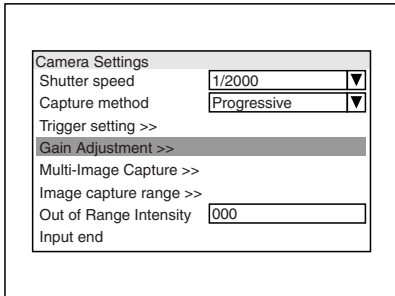 Camera Settings
Shutter speed 1/2000
Capture method Progressive
Trigger setting >>
Gain Adjustment >>
Multi-Image Capture >>
Image capture range >>
Out of Range Intensity 000
Input end